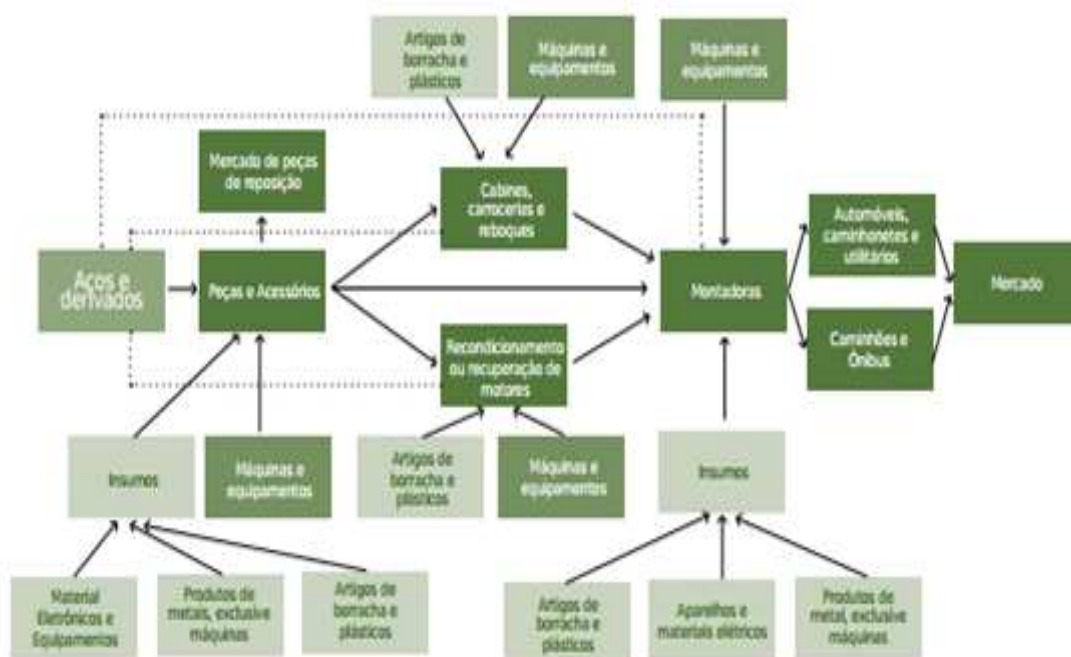 Artigos de
borracha e
plásticos
Máquinas e
equipamentos
Máquinas e
equipamentos
Mercado de peças
de reposição
Cabines,
carrocerias e
reboques
Automóveis,
caminhonetes e
utilitários
Aços e
derivados
Peças e Acessórios
Montadoras
Mercado
Recondicionamento
ou recuperação de
motores
Caminhões e
Ônibus
Insumos
Máquinas e
equipamentos
Artigos de
borracha e
plásticos
Máquinas e
equipamentos
Insumos
Material
Eletrônicos e
Equipamentos
Produtos de
metais, exclusive
máquinas
Artigos de
borracha e
plásticos
Artigos de
borracha e
plásticos
Aparelhos e
materiais elétricos
Produtos de
metal, exclusive
máquinas